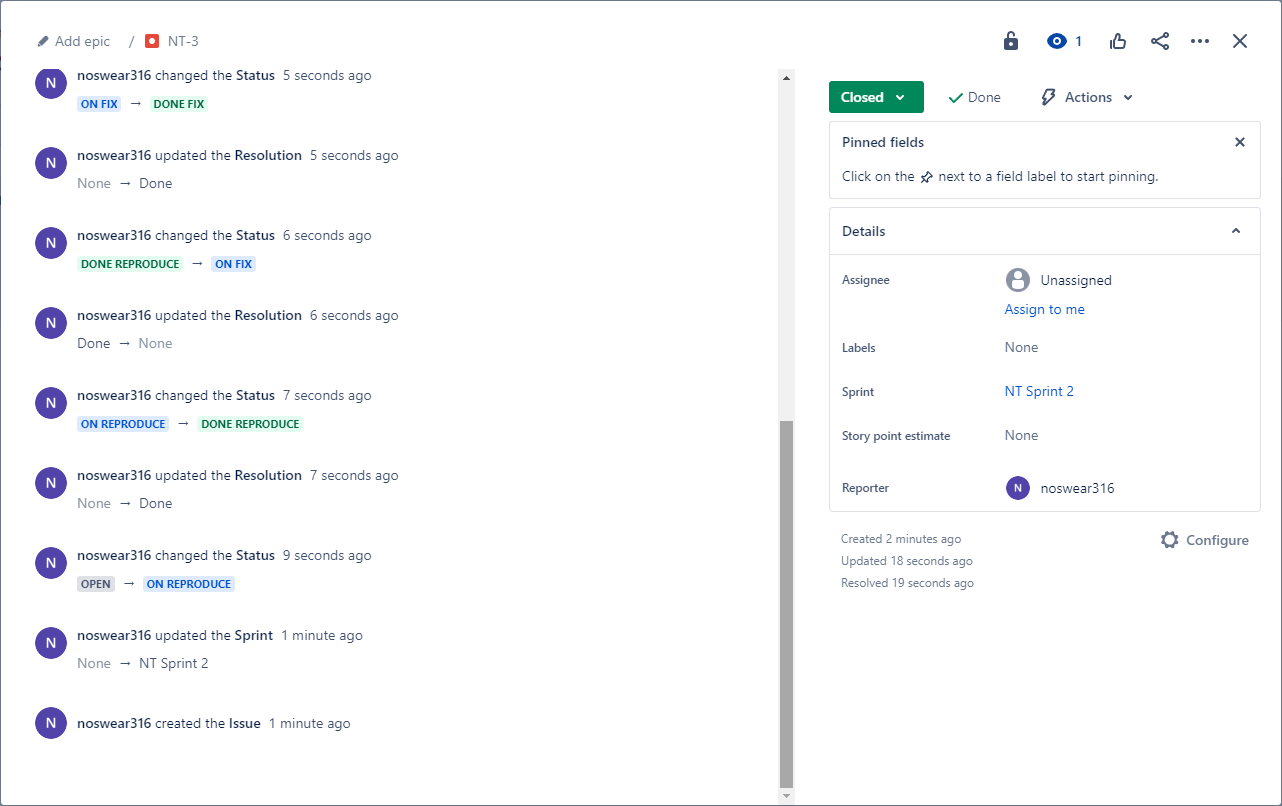 Add epic / NT-3
1
N noswear316 changed the Status 5 seconds ago
ON FIX → DONE FIX
N noswear316 updated the Resolution 5 seconds ago
None → Done
N noswear316 changed the Status 6 seconds ago
DONE REPRODUCE → ON FIX
N noswear316 updated the Resolution 6 seconds ago
Done → None
N noswear316 changed the Status 7 seconds ago
ON REPRODUCE → DONE REPRODUCE
N noswear316 updated the Resolution 7 seconds ago
None → Done
N noswear316 changed the Status 9 seconds ago
OPEN → ON REPRODUCE
N noswear316 updated the Sprint 1 minute ago
None → NT Sprint 2
N noswear316 created the Issue 1 minute ago
Closed Done Actions
Pinned fields
Click on the next to a field label to start pinning.
Details
Assignee Unassigned
Assign to me
Labels None
Sprint NT Sprint 2
Story point estimate None
Reporter N noswear316
Created 2 minutes ago Configure
Updated 18 seconds ago
Resolved 19 seconds ago